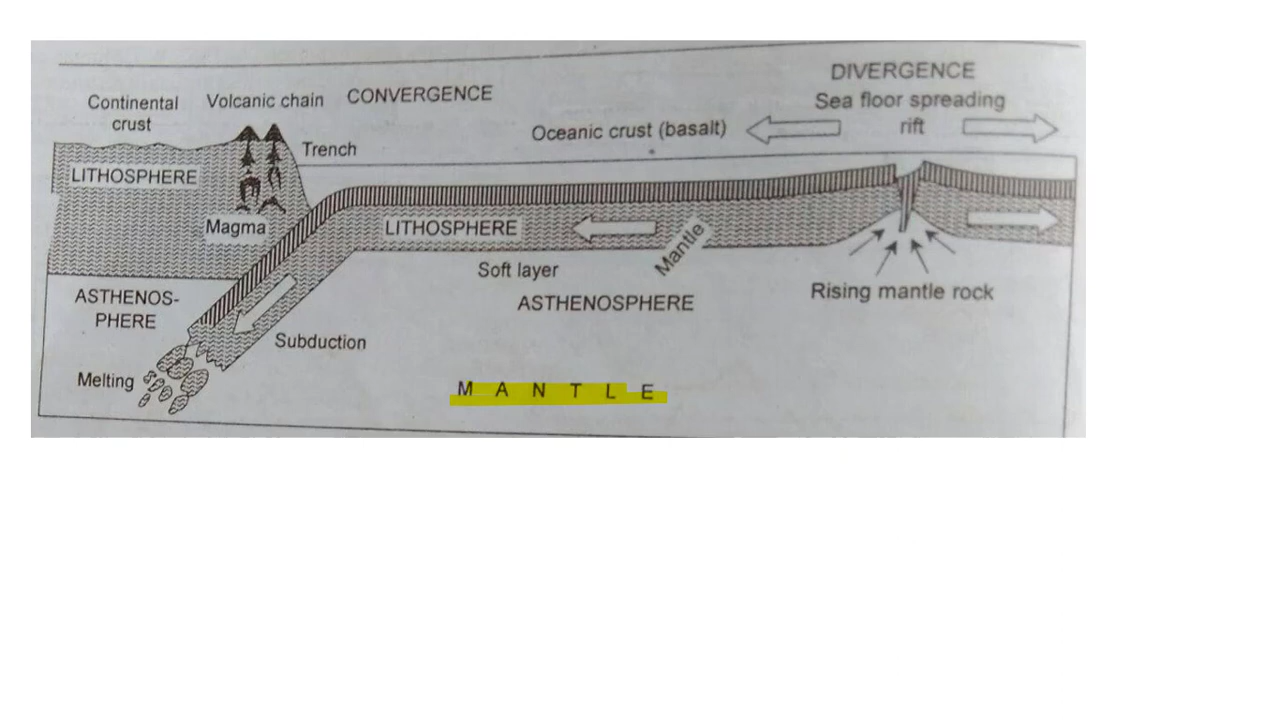 DIVERGENCE
Continental Volcanic chain CONVERGENCE Sea floor spreading
crust Oceanic crust (basalt) rift
Trench
LITHOSPHERE
Magma LITHOSPHERE Mantle
Soft layer
ASTHENOS- ASTHENOSPHERE Rising mantle rock
PHERE
Subduction
Melting M A N T L E